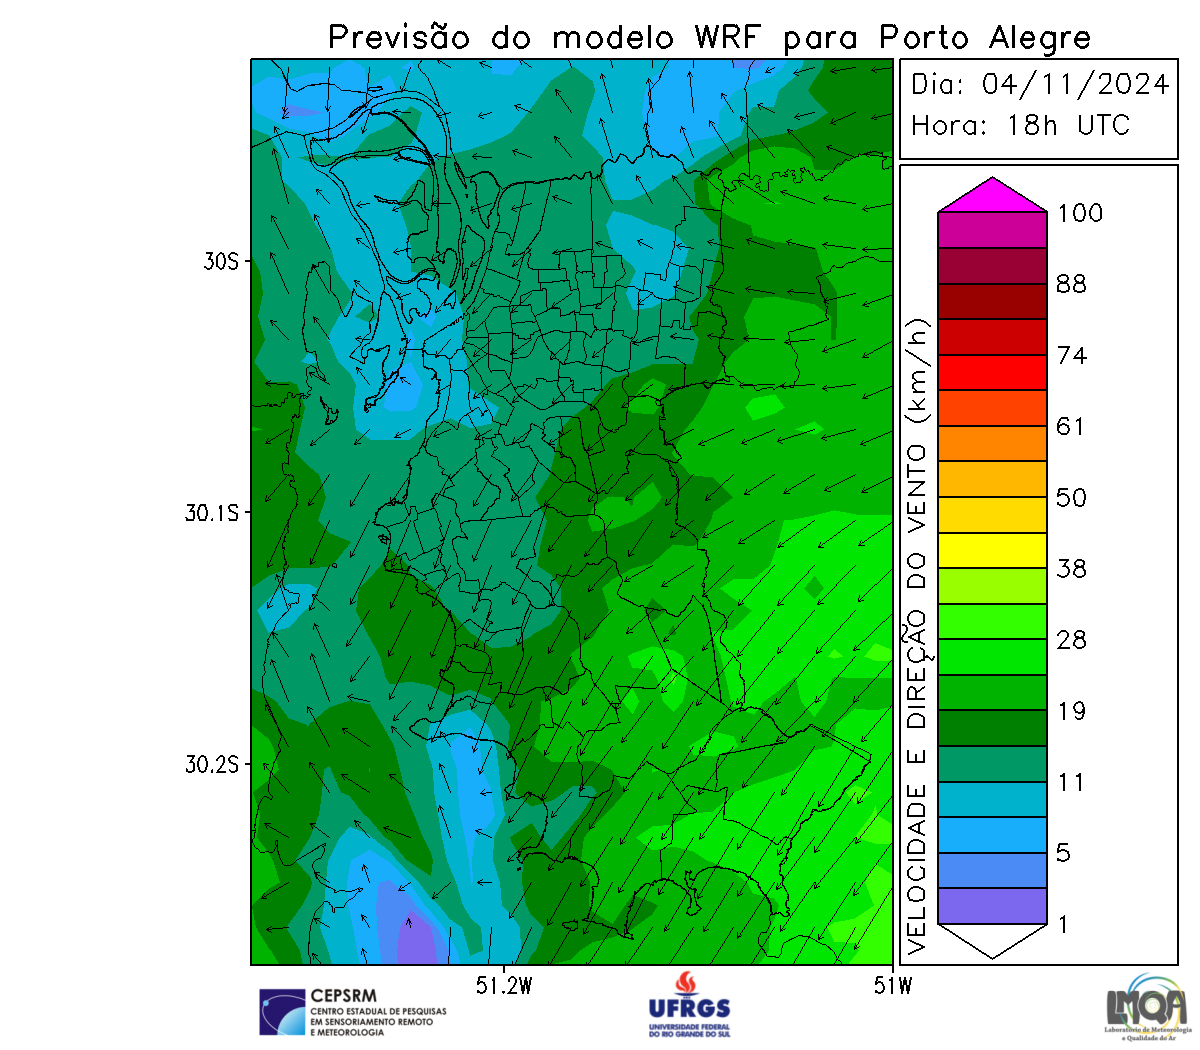 Previsão do modelo WRF para Porto Alegre
Dia: 04/11/2024
Hora: 18h UTC
30S
30.1S
30.2S
51.2W
51W
VELOCIDADE E DIREÇÃO DO VENTO (km/h)
100
88
74
61
50
38
28
19
11
5
1
CEPSRM
CENTRO ESTADUAL DE PESQUISAS
EM SENSORIAMENTO REMOTO
E METEOROLOGIA
UFRGS
UNIVERSIDADE FEDERAL
DO RIO GRANDE DO SUL
LMQA
Laboratório de Meteorologia
e Qualidade do Ar